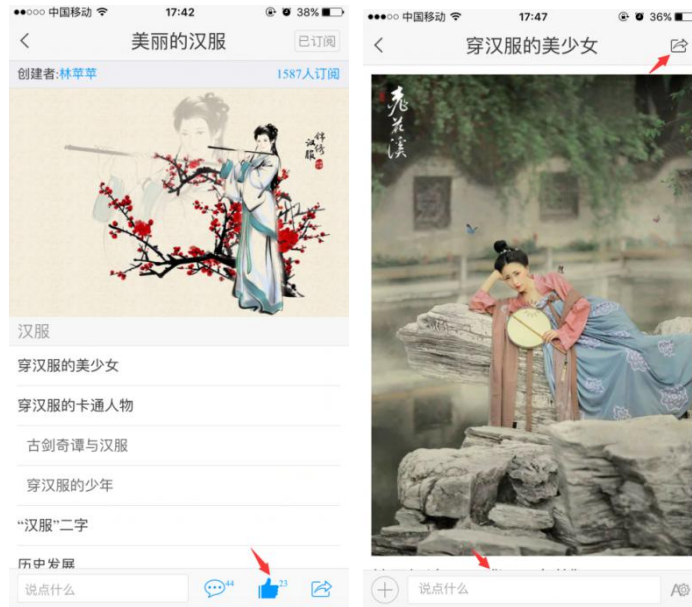 中国移动 17:42 38%
美丽的汉服
已订阅
创建者:林苹苹 1587人订阅
锦绣
汉服
汉服
穿汉服的美少女
穿汉服的卡通人物
古剑奇谭与汉服
穿汉服的少年
“汉服”二字
历史发展
说点什么 44 23
中国移动 17:47 36%
穿汉服的美少女
花溪
说点什么
A